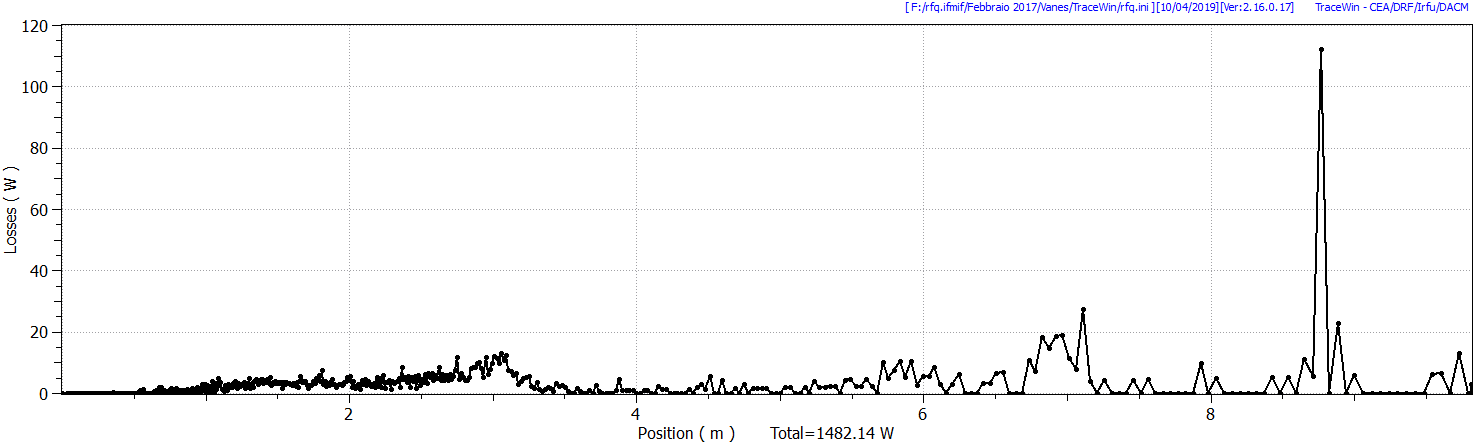 [ F:/rfq.ifmif/Febbraio 2017/Vanes/TraceWin/rfq.ini ][10/04/2019][Ver:2.16.0.17] TraceWin - CEA/DRF/Irfu/DACM
120
100
80
60
40
20
0
Losses ( W )
2 4 6 8
Position ( m ) Total=1482.14 W